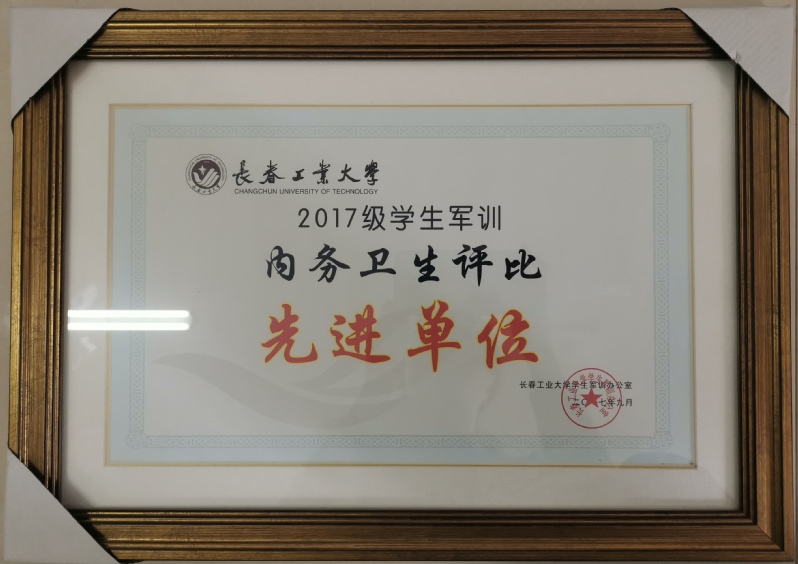 長春工業大學
CHANGCHUN UNIVERSITY OF TECHNOLOGY
2017级学生军训
内务卫生评比
先进单位
长春工业大学学生军训办公室
二〇一七年九月